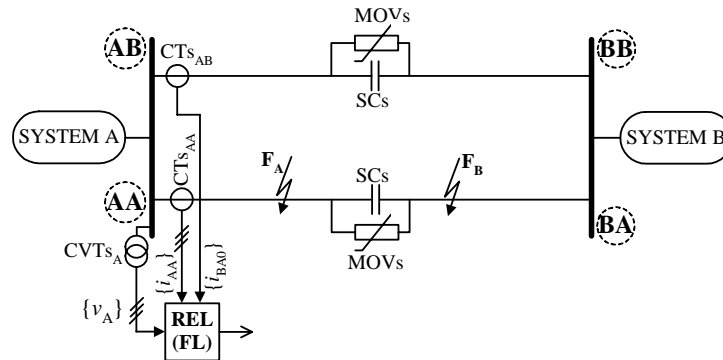 MOVs
AB
CTs_AB
SCs
BB
SYSTEM A
SYSTEM B
CTs_AA
F_A
SCs
F_B
AA
BA
CVTs_A
MOVs
{i_AA}
{i_BA0}
{v_A}
REL
(FL)